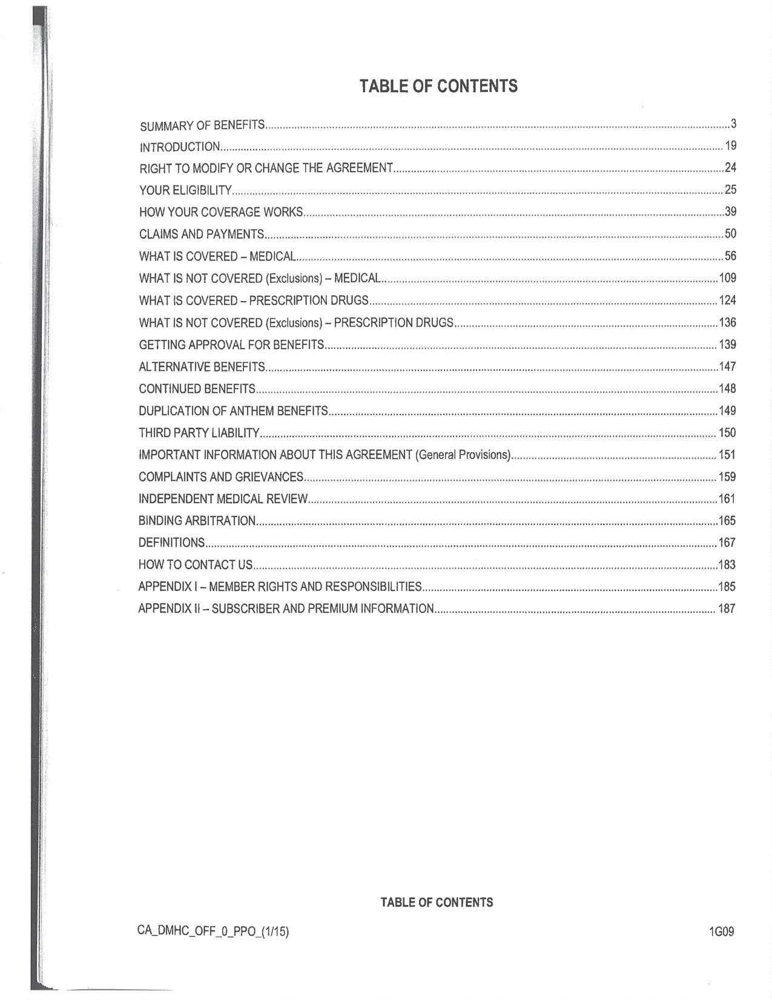 TABLE OF CONTENTS
SUMMARY OF BENEFITS 3
INTRODUCTION 19
RIGHT TO MODIFY OR CHANGE THE AGREEMENT 24
YOUR ELIGIBILITY 25
HOW YOUR COVERAGE WORKS 39
CLAIMS AND PAYMENTS 50
WHAT IS COVERED – MEDICAL 56
WHAT IS NOT COVERED (Exclusions) – MEDICAL 109
WHAT IS COVERED – PRESCRIPTION DRUGS 124
WHAT IS NOT COVERED (Exclusions) – PRESCRIPTION DRUGS 136
GETTING APPROVAL FOR BENEFITS 139
ALTERNATIVE BENEFITS 147
CONTINUED BENEFITS 148
DUPLICATION OF ANTHEM BENEFITS 149
THIRD PARTY LIABILITY 150
IMPORTANT INFORMATION ABOUT THIS AGREEMENT (General Provisions) 151
COMPLAINTS AND GRIEVANCES 159
INDEPENDENT MEDICAL REVIEW 161
BINDING ARBITRATION 165
DEFINITIONS 167
HOW TO CONTACT US 183
APPENDIX I – MEMBER RIGHTS AND RESPONSIBILITIES 185
APPENDIX II – SUBSCRIBER AND PREMIUM INFORMATION 187
TABLE OF CONTENTS
CA_DMHC_OFF_0_PPO_(1/15) 1G09